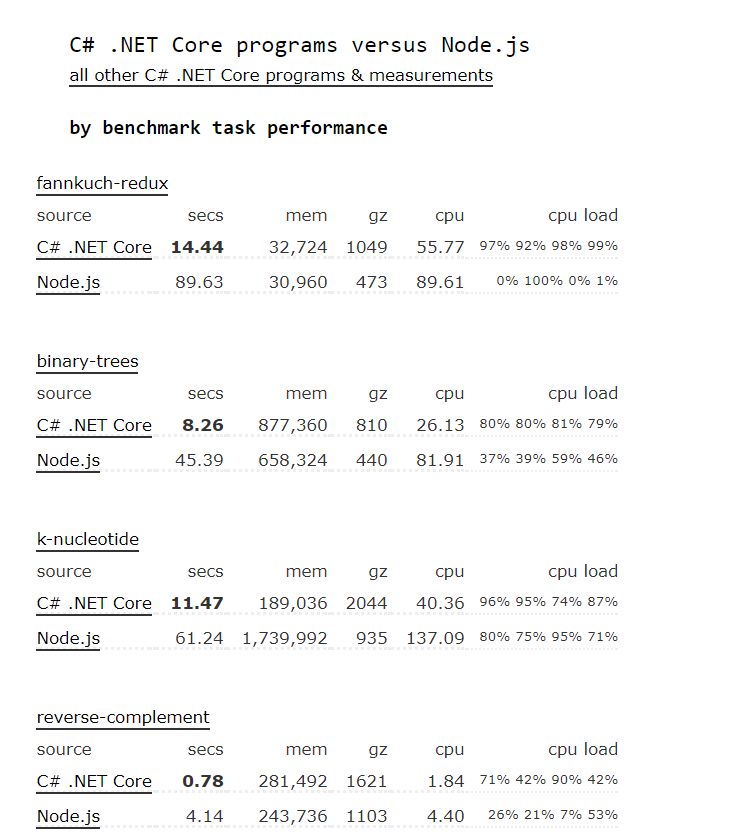 C# .NET Core programs versus Node.js
all other C# .NET Core programs & measurements
by benchmark task performance
fannkuch-redux
source secs mem gz cpu cpu load
C# .NET Core 14.44 32,724 1049 55.77 97% 92% 98% 99%
Node.js 89.63 30,960 473 89.61 0% 100% 0% 1%
binary-trees
source secs mem gz cpu cpu load
C# .NET Core 8.26 877,360 810 26.13 80% 80% 81% 79%
Node.js 45.39 658,324 440 81.91 37% 39% 59% 46%
k-nucleotide
source secs mem gz cpu cpu load
C# .NET Core 11.47 189,036 2044 40.36 96% 95% 74% 87%
Node.js 61.24 1,739,992 935 137.09 80% 75% 95% 71%
reverse-complement
source secs mem gz cpu cpu load
C# .NET Core 0.78 281,492 1621 1.84 71% 42% 90% 42%
Node.js 4.14 243,736 1103 4.40 26% 21% 7% 53%